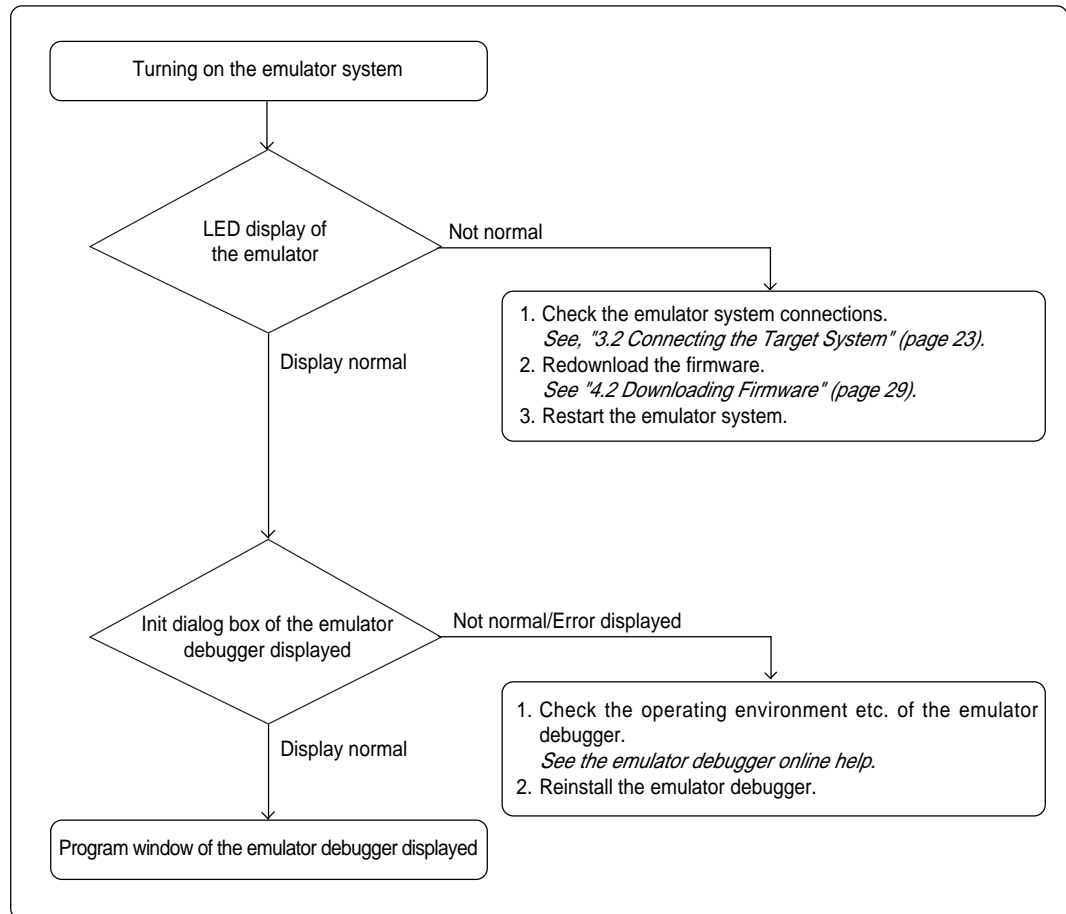 Turning on the emulator system
LED display of
the emulator
Not normal
1. Check the emulator system connections.
See, "3.2 Connecting the Target System" (page 23).
2. Redownload the firmware.
See "4.2 Downloading Firmware" (page 29).
3. Restart the emulator system.
Display normal
Init dialog box of the emulator
debugger displayed
Not normal/Error displayed
1. Check the operating environment etc. of the emulator
debugger.
See the emulator debugger online help.
2. Reinstall the emulator debugger.
Display normal
Program window of the emulator debugger displayed